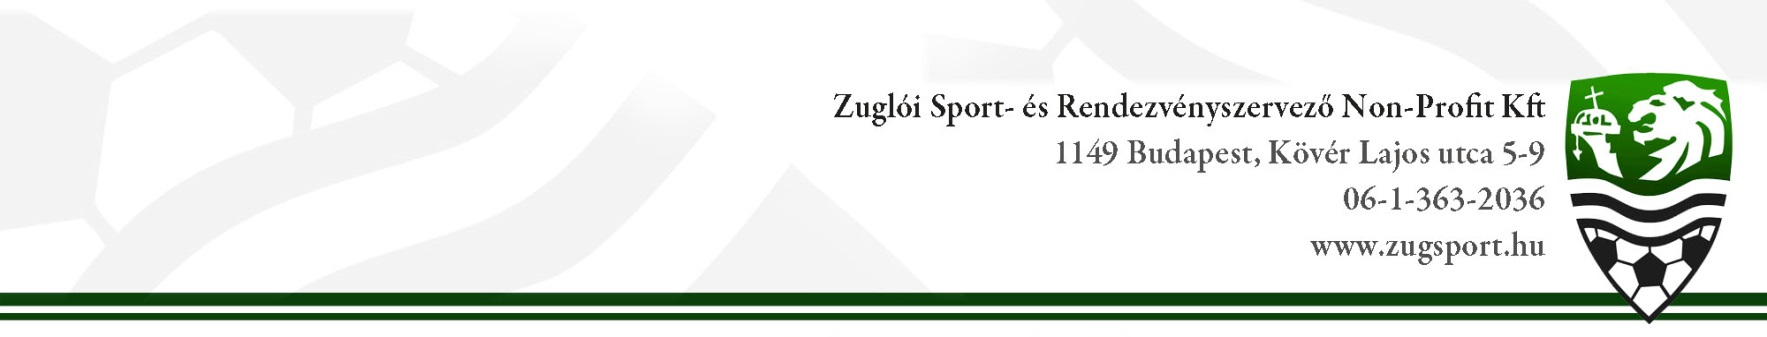 Zuglói Sport- és Rendezvényszervező Non-Profit Kft
1149 Budapest, Kövér Lajos utca 5-9
06-1-363-2036
www.zugsport.hu